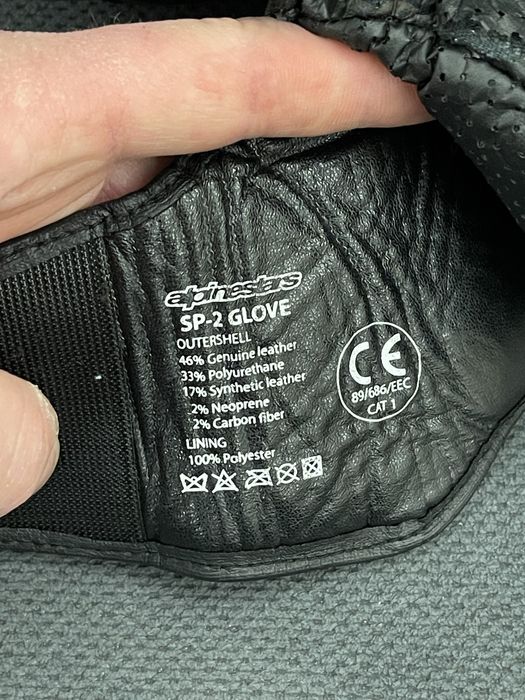 alpinestars
SP-2 GLOVE
OUTERSHELL
46% Genuine leather
33% Polyurethane
17% Synthetic leather
2% Neoprene
2% Carbon fiber
LINING
100% Polyester
CE
89/686/EEC
CAT 1